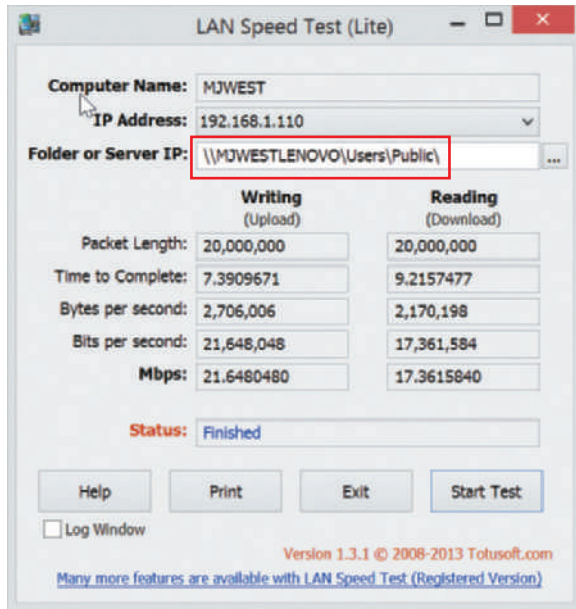 LAN Speed Test (Lite)
Computer Name: MJWEST
IP Address: 192.168.1.110
Folder or Server IP: \\MJWESTLENOVO\Users\Public\ ...
Writing Reading
(Upload) (Download)
Packet Length: 20,000,000 20,000,000
Time to Complete: 7.3909671 9.2157477
Bytes per second: 2,706,006 2,170,198
Bits per second: 21,648,048 17,361,584
Mbps: 21.6480480 17.3615840
Status: Finished
Help Print Exit Start Test
Log Window
Version 1.3.1 © 2008-2013 Totusoft.com
Many more features are available with LAN Speed Test (Registered Version)